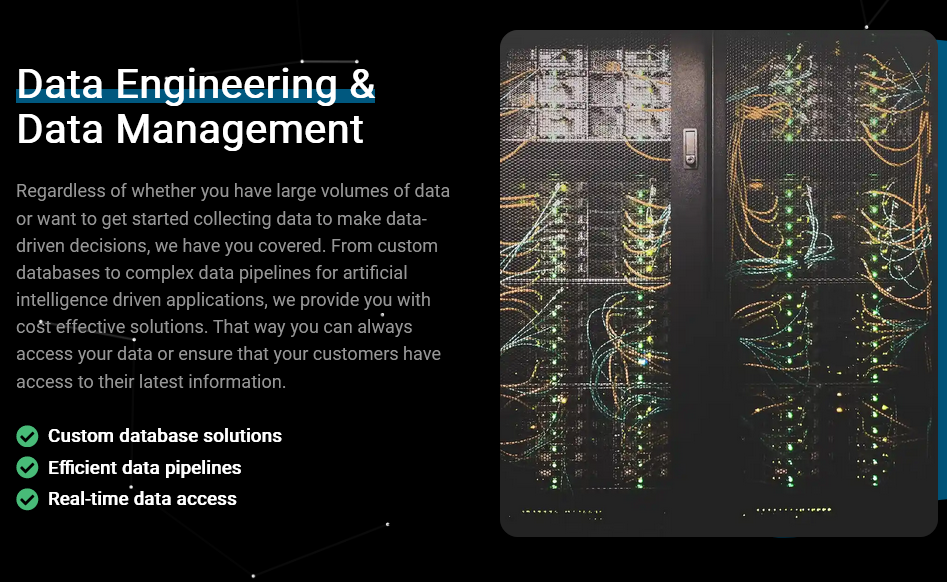 Data Engineering &
Data Management
Regardless of whether you have large volumes of data
or want to get started collecting data to make data-
driven decisions, we have you covered. From custom
databases to complex data pipelines for artificial
intelligence driven applications, we provide you with
cost effective solutions. That way you can always
access your data or ensure that your customers have
access to their latest information.
Custom database solutions
Efficient data pipelines
Real-time data access